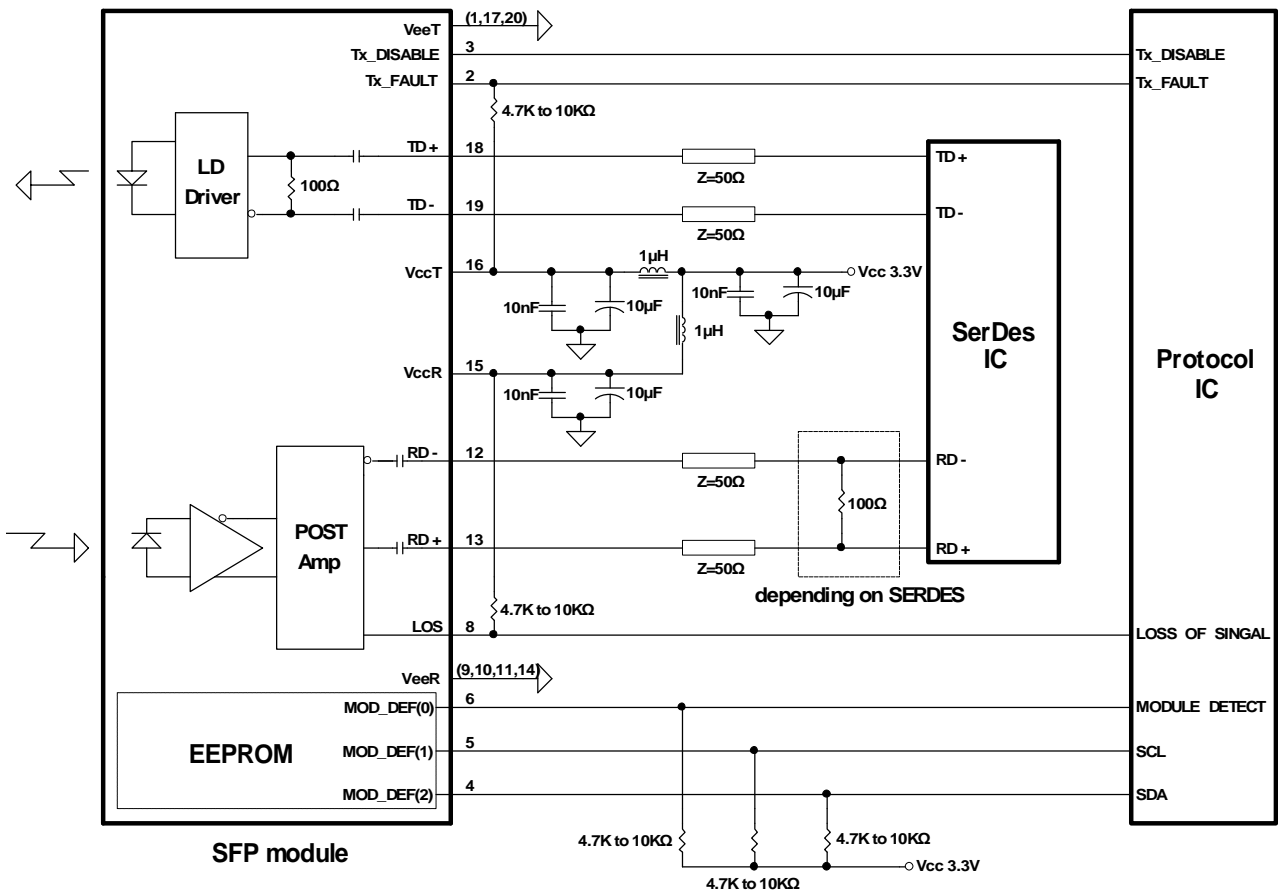 VeeT (1,17,20)
Tx_DISABLE 3 Tx_DISABLE
Tx_FAULT 2 Tx_FAULT
4.7K to 10KΩ
LD
Driver
100Ω
TD+ 18 TD+
Z=50Ω
TD- 19 TD-
Z=50Ω
1µH
VccT 16 Vcc 3.3V
10nF 10µF 10nF 10µF
1µH
SerDes
IC
Protocol
IC
VccR 15
10nF 10µF
RD- 12 RD-
Z=50Ω
100Ω
POST
Amp
RD+ 13 RD+
Z=50Ω
depending on SERDES
4.7K to 10KΩ
LOS 8 LOSS OF SINGAL
VeeR (9,10,11,14)
MOD_DEF(0) 6 MODULE DETECT
EEPROM
MOD_DEF(1) 5 SCL
MOD_DEF(2) 4 SDA
4.7K to 10KΩ 4.7K to 10KΩ
SFP module
Vcc 3.3V
4.7K to 10KΩ